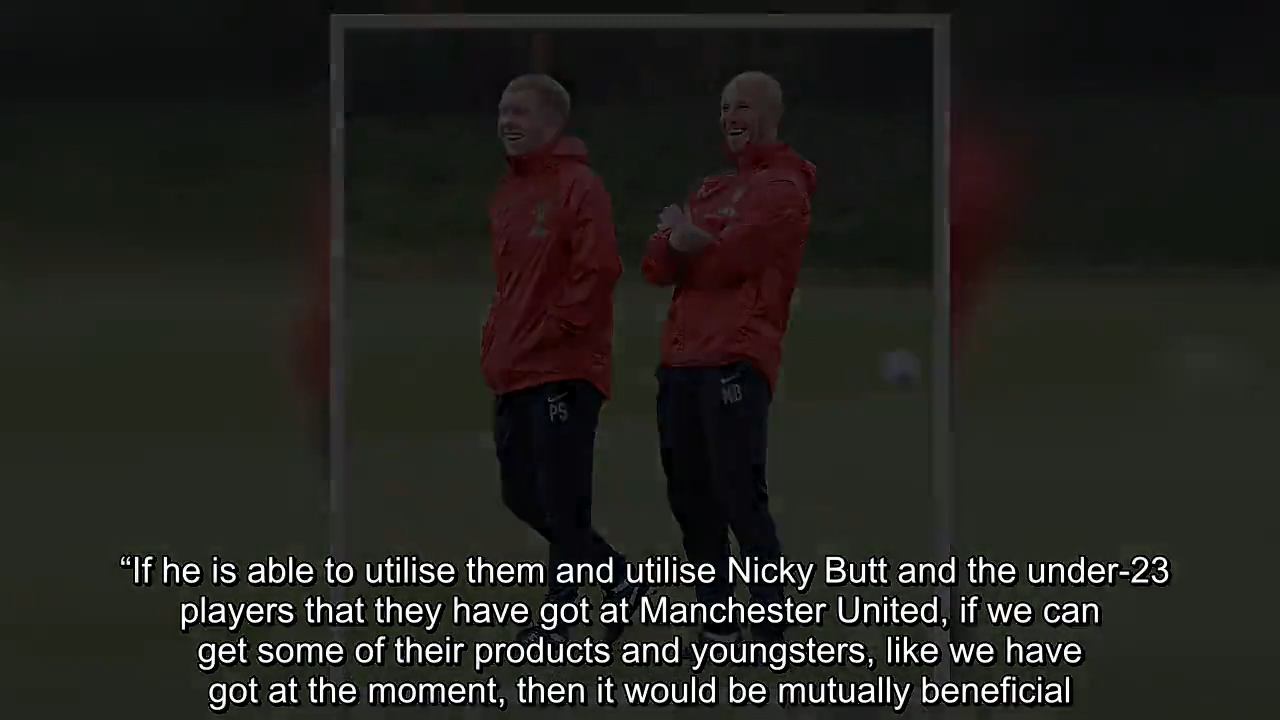 PS
NB
“If he is able to utilise them and utilise Nicky Butt and the under-23
players that they have got at Manchester United, if we can
get some of their products and youngsters, like we have
got at the moment, then it would be mutually beneficial